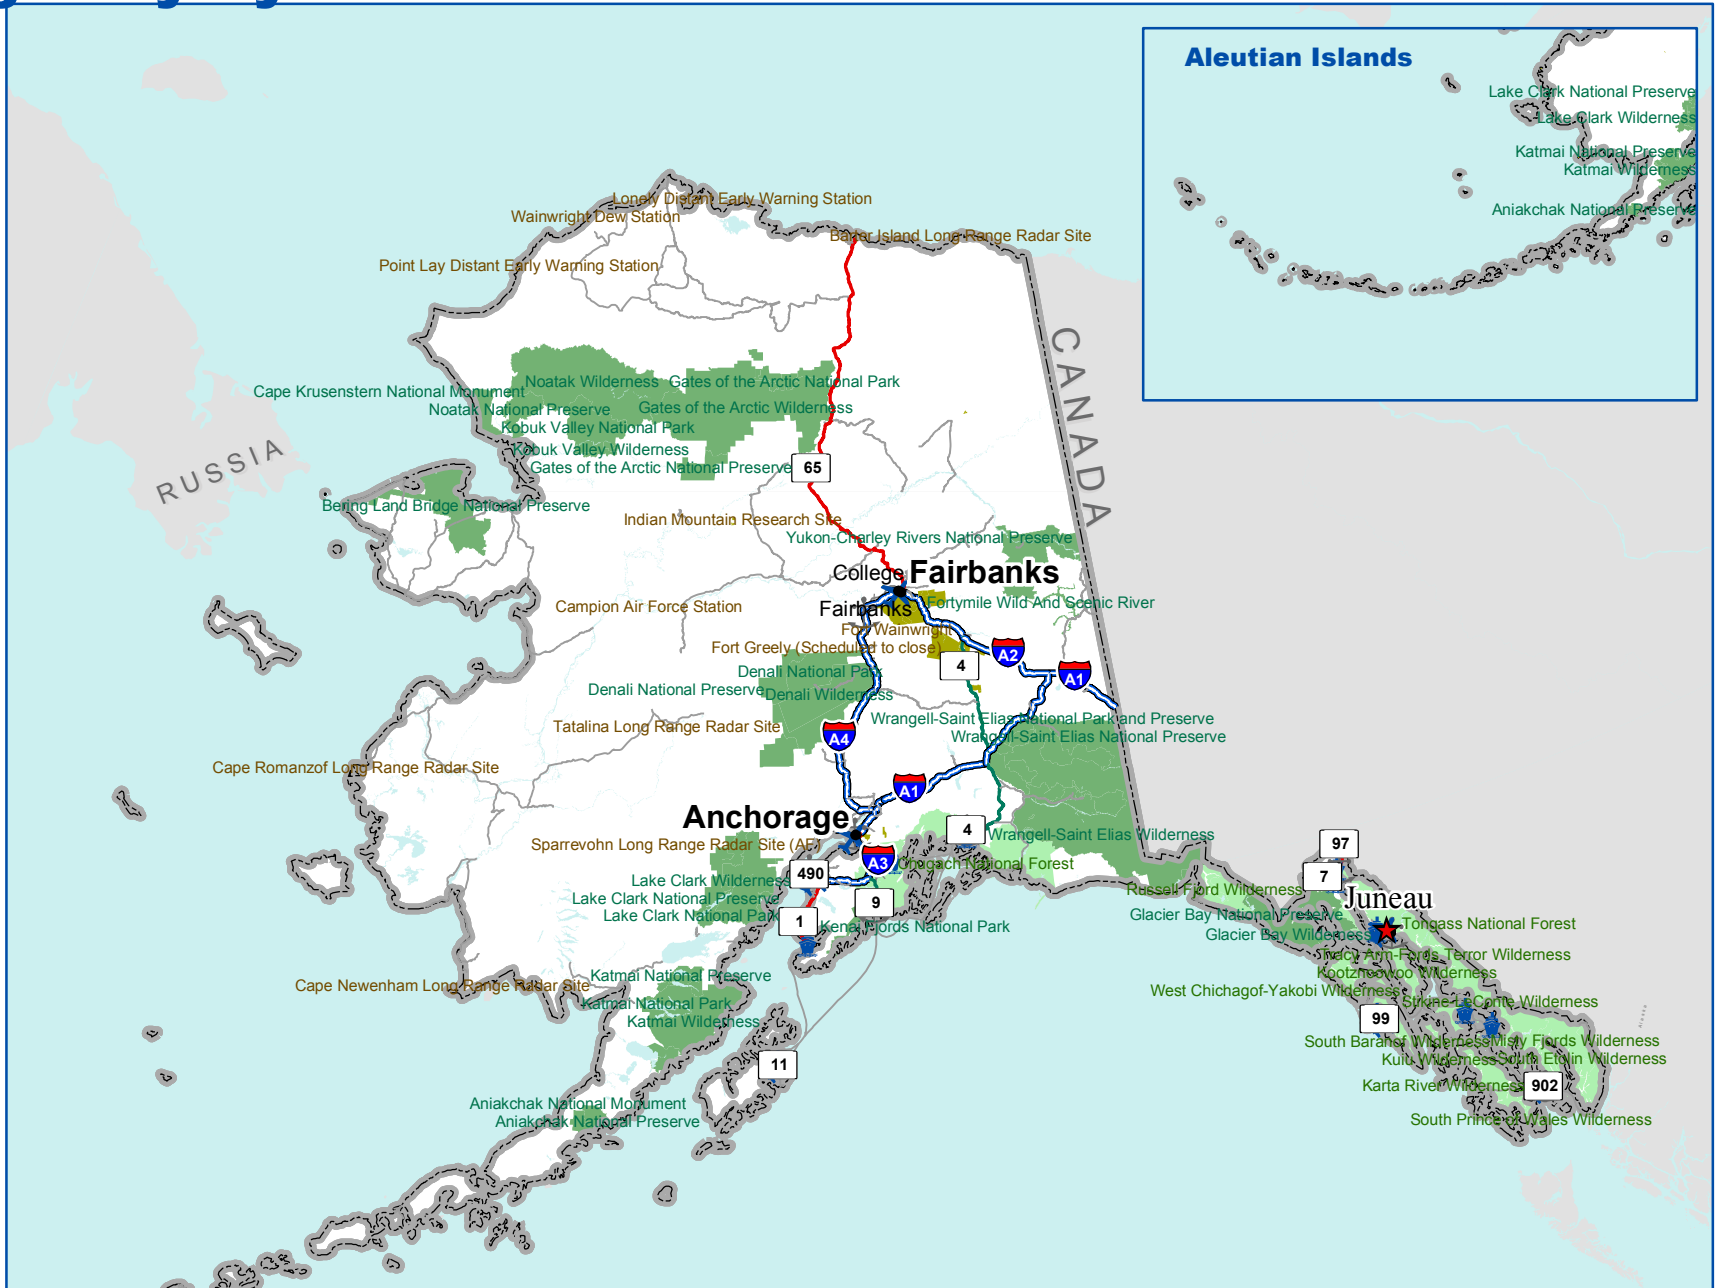 Aleutian Islands
Lake Clark National Preserve
Lake Clark Wilderness
Katmai National Preserve
Katmai Wilderness
Aniakchak National Preserve
Lonely Distant Early Warning Station
Wainwright Dew Station
Barter Island Long Range Radar Site
Point Lay Distant Early Warning Station
CANADA
RUSSIA
Noatak Wilderness
Gates of the Arctic National Park
Cape Krusenstern National Monument
Noatak National Preserve
Gates of the Arctic Wilderness
Kobuk Valley National Park
Kobuk Valley Wilderness
Gates of the Arctic National Preserve
65
Bering Land Bridge National Preserve
Indian Mountain Research Site
Yukon-Charley Rivers National Preserve
College
Fairbanks
Fairbanks
Fortymile Wild And Scenic River
Campion Air Force Station
Fort Wainwright
Fort Greely (Scheduled to close)
A2
4
A1
Denali National Park
Denali National Preserve
Denali Wilderness
Wrangell-Saint Elias National Park and Preserve
Tatalina Long Range Radar Site
Wrangell-Saint Elias National Preserve
A4
Cape Romanzof Long Range Radar Site
A1
Anchorage
4
Wrangell-Saint Elias Wilderness
Sparrevohn Long Range Radar Site (AF)
A3
Chugach National Forest
97
490
7
Lake Clark Wilderness
Russell Fjord Wilderness
Lake Clark National Preserve
9
Juneau
Lake Clark National Park
1
Glacier Bay National Preserve
Kenai Fjords National Park
Tongass National Forest
Glacier Bay Wilderness
Tracy Arm-Fords Terror Wilderness
Katmai National Preserve
Kootznoowoo Wilderness
Cape Newenham Long Range Radar Site
West Chichagof-Yakobi Wilderness
Katmai National Park
Stikine-LeConte Wilderness
Katmai Wilderness
99
South Baranof Wilderness
Misty Fjords Wilderness
Kuiu Wilderness
South Etolin Wilderness
11
Karta River Wilderness
902
Aniakchak National Monument
Aniakchak National Preserve
South Prince of Wales Wilderness